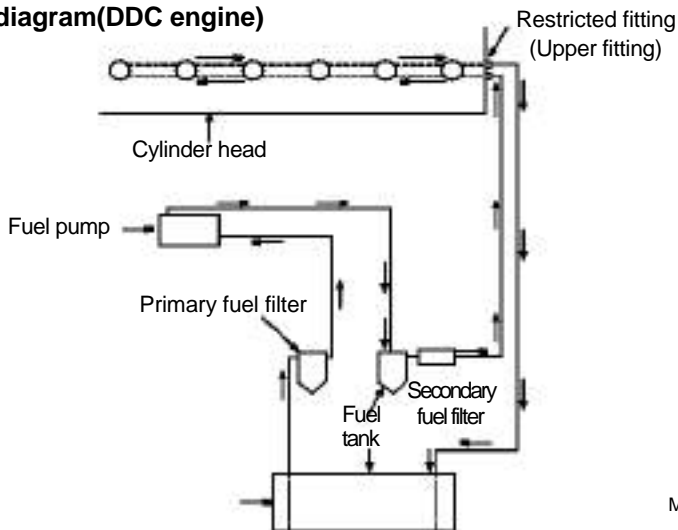 diagram(DDC engine)
Restricted fitting
(Upper fitting)
Cylinder head
Fuel pump
Primary fuel filter
Secondary
fuel filter
Fuel
tank
M